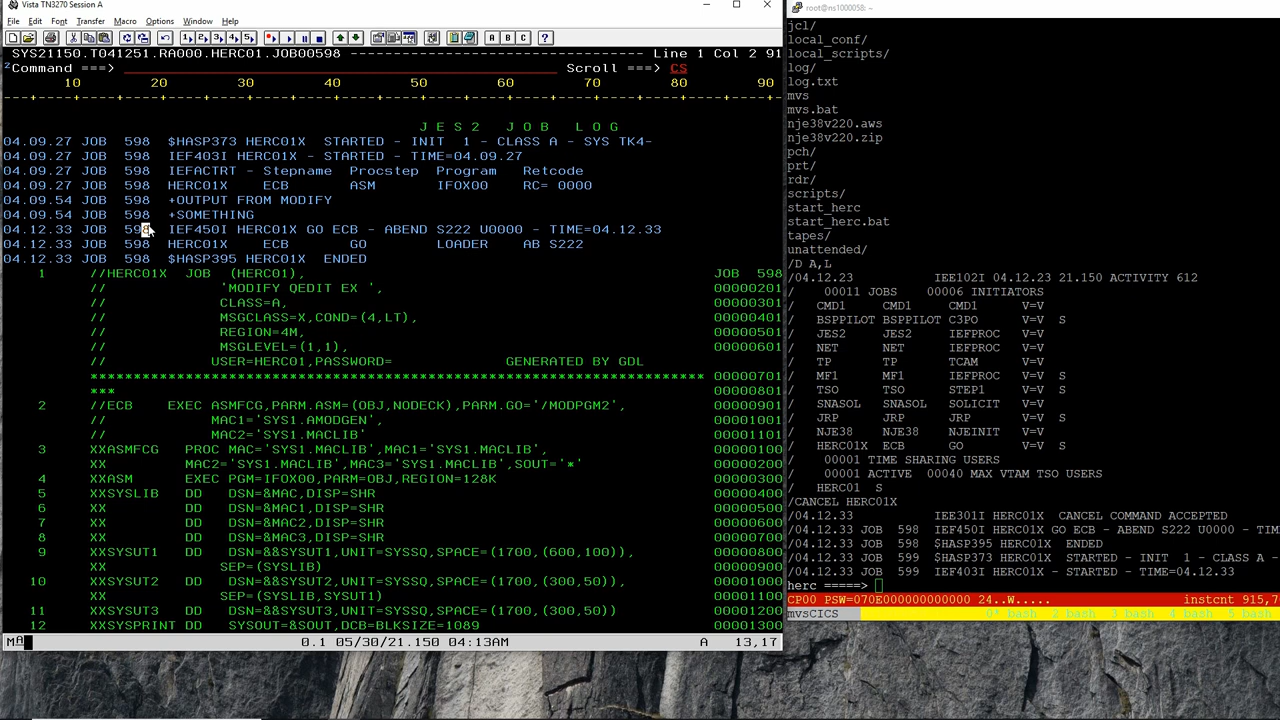 Vista TN3270 Session A
File Edit Font Transfer Macro Options Window Help
SYS21150.T041251.RA000.HERC01.JOB00598 ------------------------------- Line 1 Col 2 91
Command ===> Scroll ===> CS
10 20 30 40 50 60 70 80 90
J E S 2 J O B L O G
04.09.27 JOB 598 $HASP373 HERC01X STARTED - INIT 1 - CLASS A - SYS TK4-
04.09.27 JOB 598 IEF403I HERC01X - STARTED - TIME=04.09.27
04.09.27 JOB 598 IEFACTRT - Stepname Procstep Program Retcode
04.09.27 JOB 598 HERC01X ECB ASM IFOX00 RC= 0000
04.09.54 JOB 598 +OUTPUT FROM MODIFY
04.09.54 JOB 598 +SOMETHING
04.12.33 JOB 598 IEF450I HERC01X GO ECB - ABEND S222 U0000 - TIME=04.12.33
04.12.33 JOB 598 HERC01X ECB GO LOADER AB S222
04.12.33 JOB 598 $HASP395 HERC01X ENDED
1 //HERC01X JOB (HERC01), JOB 598
// 'MODIFY QEDIT EX ', 00000201
// CLASS=A, 00000301
// MSGCLASS=X,COND=(4,LT), 00000401
// REGION=4M, 00000501
// MSGLEVEL=(1,1), 00000601
// USER=HERC01,PASSWORD= GENERATED BY GDL
*********************************************************************** 00000701
*** 00000801
2 //ECB EXEC ASMFCG,PARM.ASM=(OBJ,NODECK),PARM.GO='/MODPGM2', 00000901
// MAC1='SYS1.AMODGEN', 00001001
// MAC2='SYS1.MACLIB' 00001101
3 XXASMFCG PROC MAC='SYS1.MACLIB',MAC1='SYS1.MACLIB', 00000100
XX MAC2='SYS1.MACLIB',MAC3='SYS1.MACLIB',SOUT='*' 00000200
4 XXASM EXEC PGM=IFOX00,PARM=OBJ,REGION=128K 00000300
5 XXSYSLIB DD DSN=&MAC,DISP=SHR 00000400
6 XX DD DSN=&MAC1,DISP=SHR 00000500
7 XX DD DSN=&MAC2,DISP=SHR 00000600
8 XX DD DSN=&MAC3,DISP=SHR 00000700
9 XXSYSUT1 DD DSN=&&SYSUT1,UNIT=SYSSQ,SPACE=(1700,(600,100)), 00000800
XX SEP=(SYSLIB) 00000900
10 XXSYSUT2 DD DSN=&&SYSUT2,UNIT=SYSSQ,SPACE=(1700,(300,50)), 00001000
XX SEP=(SYSLIB,SYSUT1) 00001100
11 XXSYSUT3 DD DSN=&&SYSUT3,UNIT=SYSSQ,SPACE=(1700,(300,50)) 00001200
12 XXSYSPRINT DD SYSOUT=&SOUT,DCB=BLKSIZE=1089 00001300
MA 0.1 05/30/21.150 04:13AM A 13,17
root@ns1000058: ~
jcl/
local_conf/
local_scripts/
log/
log.txt
mvs
mvs.bat
nje38v220.aws
nje38v220.zip
pch/
prt/
rdr/
scripts/
start_herc
start_herc.bat
tapes/
unattended/
/D A,L
/04.12.23 IEE102I 04.12.23 21.150 ACTIVITY 612
/ 00011 JOBS 00006 INITIATORS
/ CMD1 CMD1 CMD1 V=V
/ BSPPILOT BSPPILOT C3PO V=V S
/ JES2 JES2 IEFPROC V=V
/ NET NET IEFPROC V=V
/ TP TP TCAM V=V
/ MF1 MF1 IEFPROC V=V S
/ TSO TSO STEP1 V=V S
/ SNASOL SNASOL SOLICIT V=V
/ JRP JRP JRP V=V S
/ NJE38 NJE38 NJEINIT V=V
/ HERC01X ECB GO V=V S
/ 00001 TIME SHARING USERS
/ 00001 ACTIVE 00040 MAX VTAM TSO USERS
/ HERC01 S
/CANCEL HERC01X
/04.12.33 IEE301I HERC01X CANCEL COMMAND ACCEPTED
/04.12.33 JOB 598 IEF450I HERC01X GO ECB - ABEND S222 U0000 - TIM
/04.12.33 JOB 598 $HASP395 HERC01X ENDED
/04.12.33 JOB 599 $HASP373 HERC01X STARTED - INIT 1 - CLASS A -
/04.12.33 JOB 599 IEF403I HERC01X - STARTED - TIME=04.12.33
herc =====>
CP00 PSW=070E000000000000 24..W..... instcnt 915,7
mvsCICS 0* bash 2 bash 3 bash 4 bash 5 bash